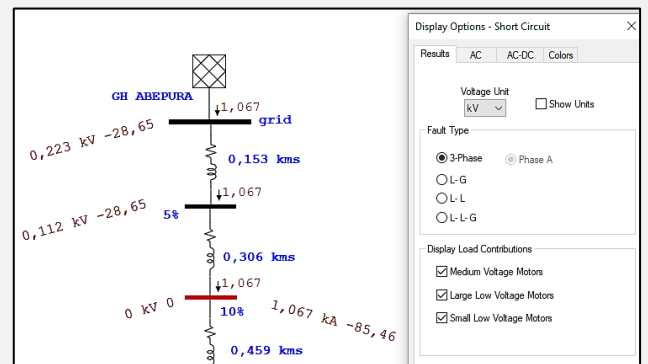 GH ABEPURA
1,067
grid
0,223 kV -28,65
0,153 kms
1,067
0,112 kV -28,65
5%
0,306 kms
1,067
0 kV 0
10%
1,067 kA -85,46
0,459 kms
Display Options - Short Circuit
Results AC AC-DC Colors
Voltage Unit
kV Show Units
Fault Type
3-Phase Phase A
L-G
L-L
L-L-G
Display Load Contributions
Medium Voltage Motors
Large Low Voltage Motors
Small Low Voltage Motors